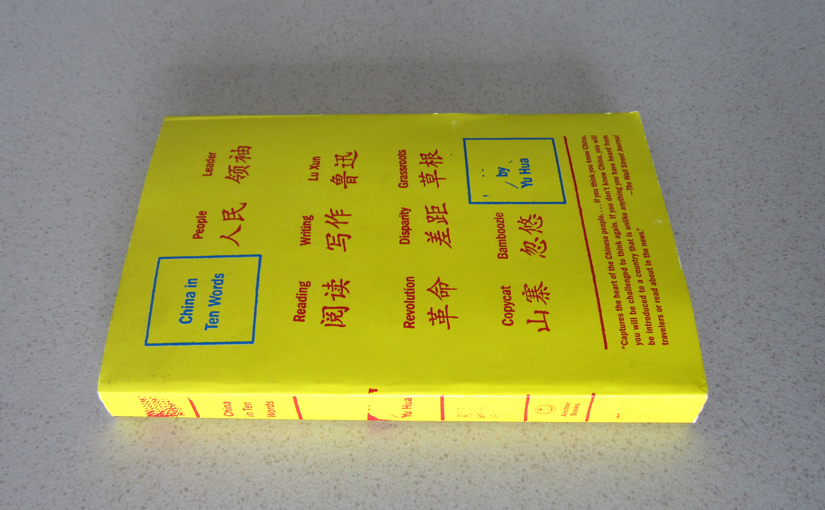 China in
Ten Words
People
Leader
人民
领袖
Reading
Writing
Lu Xun
阅读
写作
鲁迅
Revolution
Disparity
Grassroots
革命
差距
草根
Copycat
Bamboozle
山寨
忽悠
by
Yu Hua
"Captures the heart of the Chinese people. . . . If you think you know China,
you will be challenged to think again. If you don't know China, you will
be introduced to a country that is unlike anything you have heard from
travelers or read about in the news."
—The Wall Street Journal
China
in Ten
Words
Yu Hua
Anchor
Books